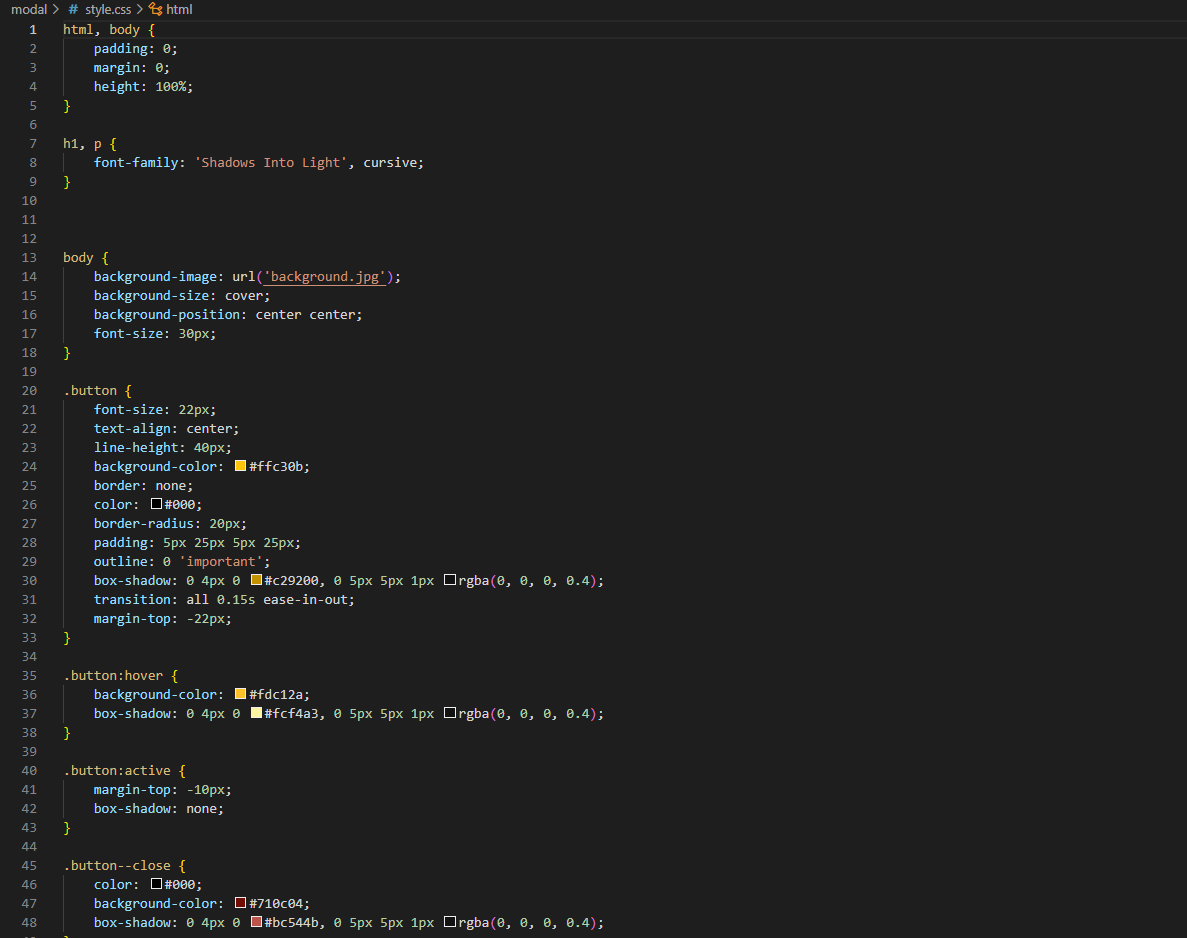 modal > # style.css > html
1 html, body {
2 padding: 0;
3 margin: 0;
4 height: 100%;
5 }
6
7 h1, p {
8 font-family: 'Shadows Into Light', cursive;
9 }
10
11
12
13 body {
14 background-image: url('background.jpg');
15 background-size: cover;
16 background-position: center center;
17 font-size: 30px;
18 }
19
20 .button {
21 font-size: 22px;
22 text-align: center;
23 line-height: 40px;
24 background-color: #ffc30b;
25 border: none;
26 color: #000;
27 border-radius: 20px;
28 padding: 5px 25px 5px 25px;
29 outline: 0 'important';
30 box-shadow: 0 4px 0 #c29200, 0 5px 5px 1px rgba(0, 0, 0, 0.4);
31 transition: all 0.15s ease-in-out;
32 margin-top: -22px;
33 }
34
35 .button:hover {
36 background-color: #fdc12a;
37 box-shadow: 0 4px 0 #fcf4a3, 0 5px 5px 1px rgba(0, 0, 0, 0.4);
38 }
39
40 .button:active {
41 margin-top: -10px;
42 box-shadow: none;
43 }
44
45 .button--close {
46 color: #000;
47 background-color: #710c04;
48 box-shadow: 0 4px 0 #bc544b, 0 5px 5px 1px rgba(0, 0, 0, 0.4);